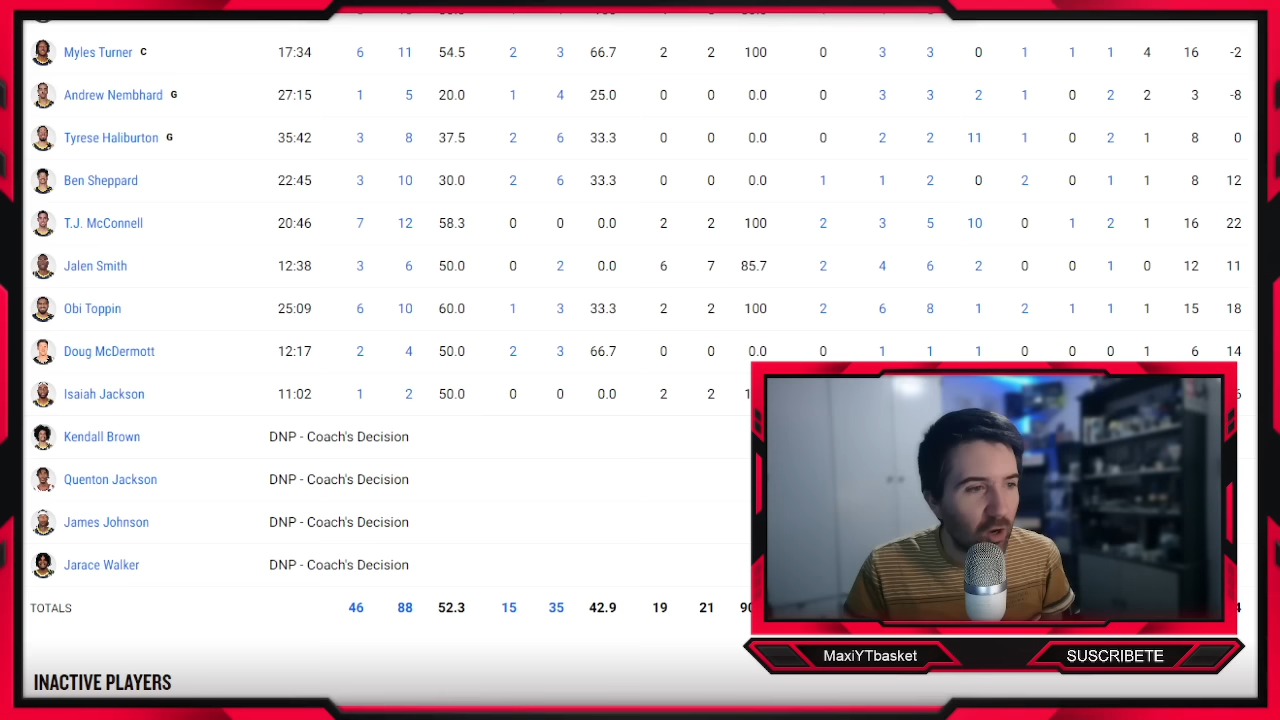 Myles Turner C 17:34 6 11 54.5 2 3 66.7 2 2 100 0 3 3 0 1 1 1 4 16 -2
Andrew Nembhard G 27:15 1 5 20.0 1 4 25.0 0 0 0.0 0 3 3 2 1 0 2 2 3 -8
Tyrese Haliburton G 35:42 3 8 37.5 2 6 33.3 0 0 0.0 0 2 2 11 1 0 2 1 8 0
Ben Sheppard 22:45 3 10 30.0 2 6 33.3 0 0 0.0 1 1 2 0 2 0 1 1 8 12
T.J. McConnell 20:46 7 12 58.3 0 0 0.0 2 2 100 2 3 5 10 0 1 2 1 16 22
Jalen Smith 12:38 3 6 50.0 0 2 0.0 6 7 85.7 2 4 6 2 0 0 1 0 12 11
Obi Toppin 25:09 6 10 60.0 1 3 33.3 2 2 100 2 6 8 1 2 1 1 1 15 18
Doug McDermott 12:17 2 4 50.0 2 3 66.7 0 0 0.0 0 1 1 1 0 0 0 1 6 14
Isaiah Jackson 11:02 1 2 50.0 0 0 0.0 2 2
Kendall Brown DNP - Coach's Decision
Quenton Jackson DNP - Coach's Decision
James Johnson DNP - Coach's Decision
Jarace Walker DNP - Coach's Decision
TOTALS 46 88 52.3 15 35 42.9 19 21
MaxiYTbasket SUSCRIBETE
INACTIVE PLAYERS